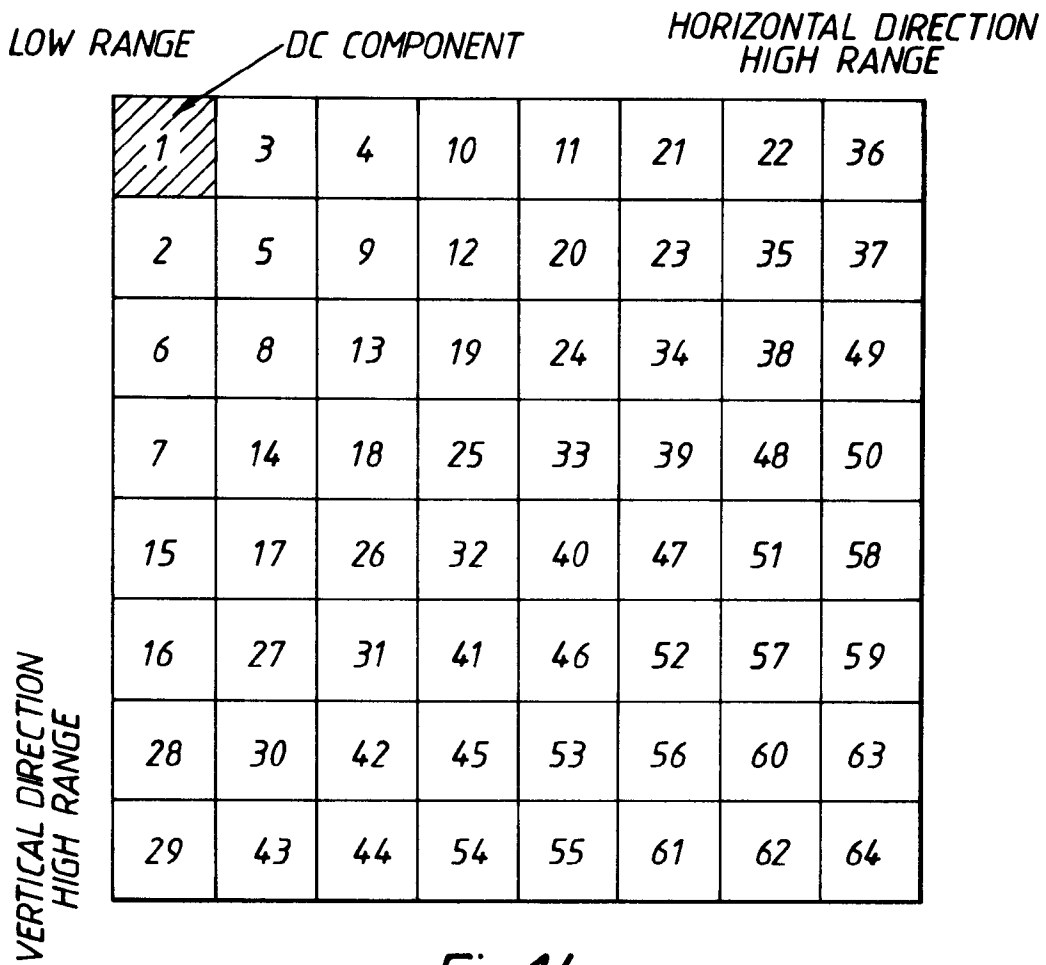 LOW RANGE
DC COMPONENT
HORIZONTAL DIRECTION
HIGH RANGE
1 3 4 10 11 21 22 36
2 5 9 12 20 23 35 37
6 8 13 19 24 34 38 49
7 14 18 25 33 39 48 50
15 17 26 32 40 47 51 58
16 27 31 41 46 52 57 59
28 30 42 45 53 56 60 63
29 43 44 54 55 61 62 64
VERTICAL DIRECTION
HIGH RANGE